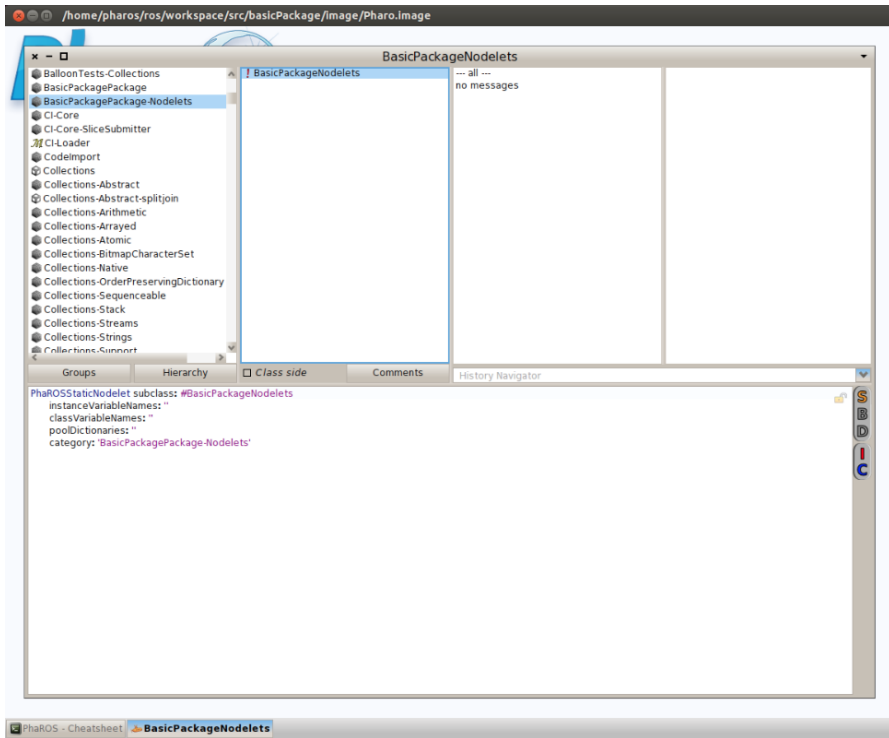 /home/pharos/ros/workspace/src/basicPackage/image/Pharo.image
BasicPackageNodelets
BalloonTests-Collections
BasicPackagePackage
BasicPackagePackage-Nodelets
CI-Core
CI-Core-SliceSubmitter
CI-Loader
CodeImport
Collections
Collections-Abstract
Collections-Abstract-splitjoin
Collections-Arithmetic
Collections-Arrayed
Collections-Atomic
Collections-BitmapCharacterSet
Collections-Native
Collections-OrderPreservingDictionary
Collections-Sequenceable
Collections-Stack
Collections-Streams
Collections-Strings
Collections-Support
! BasicPackageNodelets
--- all ---
no messages
Groups
Hierarchy
Class side
Comments
History Navigator
PhaROSStaticNodelet subclass: #BasicPackageNodelets
instanceVariableNames: ''
classVariableNames: ''
poolDictionaries: ''
category: 'BasicPackagePackage-Nodelets'
S
B
D
I
C
PhaROS - Cheatsheet
BasicPackageNodelets